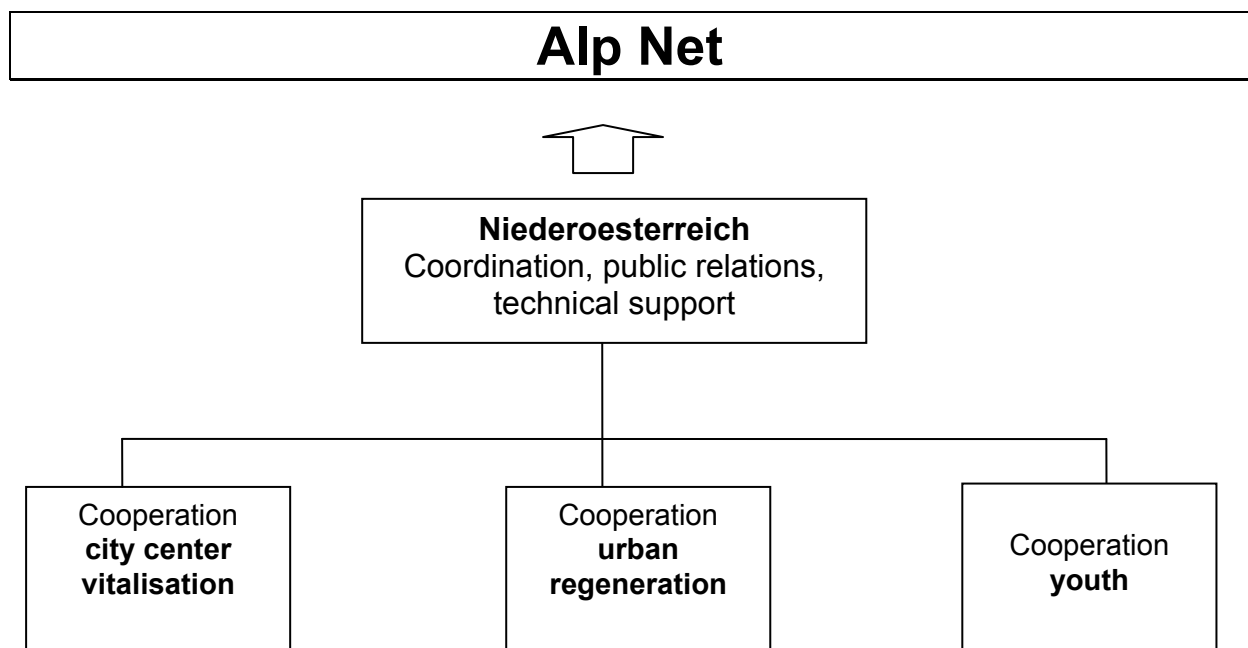 Alp Net
Niederoesterreich
Coordination, public relations,
technical support
Cooperation
city center
vitalisation
Cooperation
urban
regeneration
Cooperation
youth